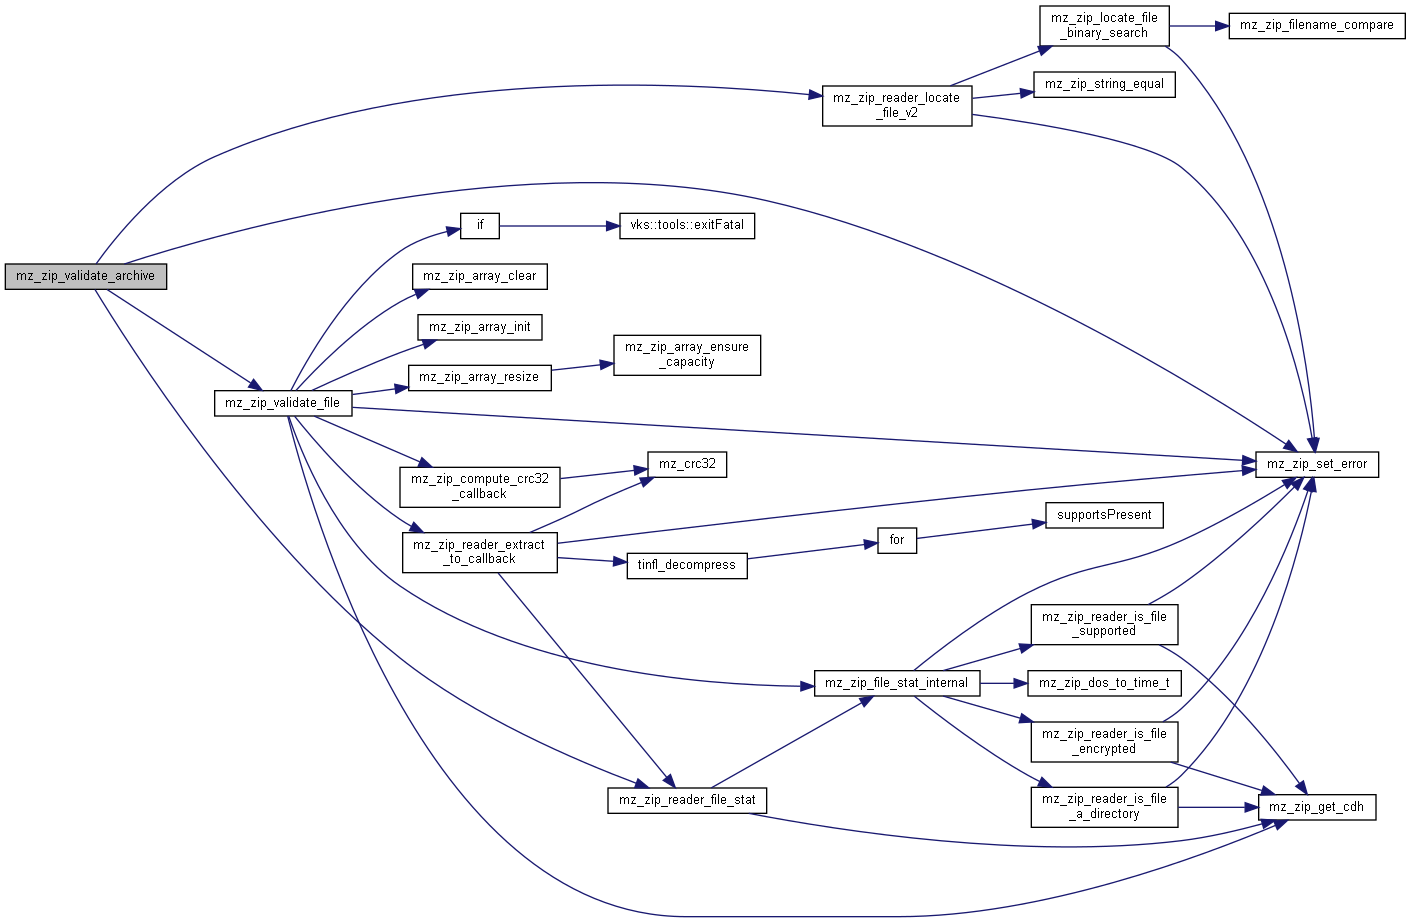 mz_zip_locate_file
_binary_search
mz_zip_filename_compare
mz_zip_string_equal
mz_zip_reader_locate
_file_v2
if
vks::tools::exitFatal
mz_zip_validate_archive
mz_zip_array_clear
mz_zip_array_init
mz_zip_array_ensure
_capacity
mz_zip_array_resize
mz_zip_validate_file
mz_crc32
mz_zip_set_error
mz_zip_compute_crc32
_callback
supportsPresent
for
mz_zip_reader_extract
_to_callback
tinfl_decompress
mz_zip_reader_is_file
_supported
mz_zip_file_stat_internal
mz_zip_dos_to_time_t
mz_zip_reader_is_file
_encrypted
mz_zip_reader_file_stat
mz_zip_reader_is_file
_a_directory
mz_zip_get_cdh